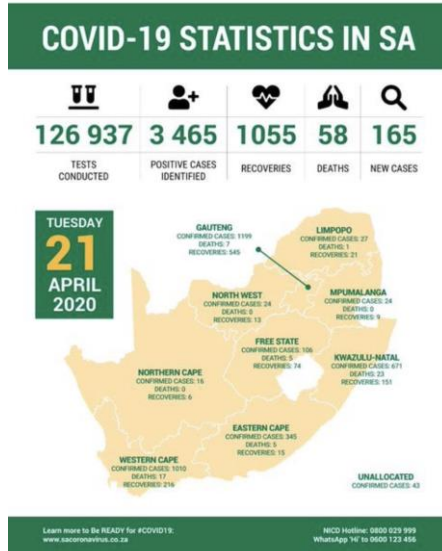 COVID-19 STATISTICS IN SA
126 937
TESTS
CONDUCTED
3 465
POSITIVE CASES
IDENTIFIED
1055
RECOVERIES
58
DEATHS
165
NEW CASES
TUESDAY
21
APRIL
2020
GAUTENG
CONFIRMED CASES: 1199
DEATHS: 7
RECOVERIES: 545
LIMPOPO
CONFIRMED CASES: 27
DEATHS: 1
RECOVERIES: 21
NORTH WEST
CONFIRMED CASES: 24
DEATHS: 0
RECOVERIES: 13
MPUMALANGA
CONFIRMED CASES: 24
DEATHS: 0
RECOVERIES: 9
FREE STATE
CONFIRMED CASES: 106
DEATHS: 5
RECOVERIES: 74
KWAZULU-NATAL
CONFIRMED CASES: 671
DEATHS: 23
RECOVERIES: 151
NORTHERN CAPE
CONFIRMED CASES: 16
DEATHS: 0
RECOVERIES: 6
EASTERN CAPE
CONFIRMED CASES: 345
DEATHS: 5
RECOVERIES: 15
WESTERN CAPE
CONFIRMED CASES: 1010
DEATHS: 17
RECOVERIES: 216
UNALLOCATED
CONFIRMED CASES: 43
Learn more to Be READY for #COVID19:
www.sacoronavirus.co.za
NICD Hotline: 0800 029 999
WhatsApp 'Hi' to 0600 123 456